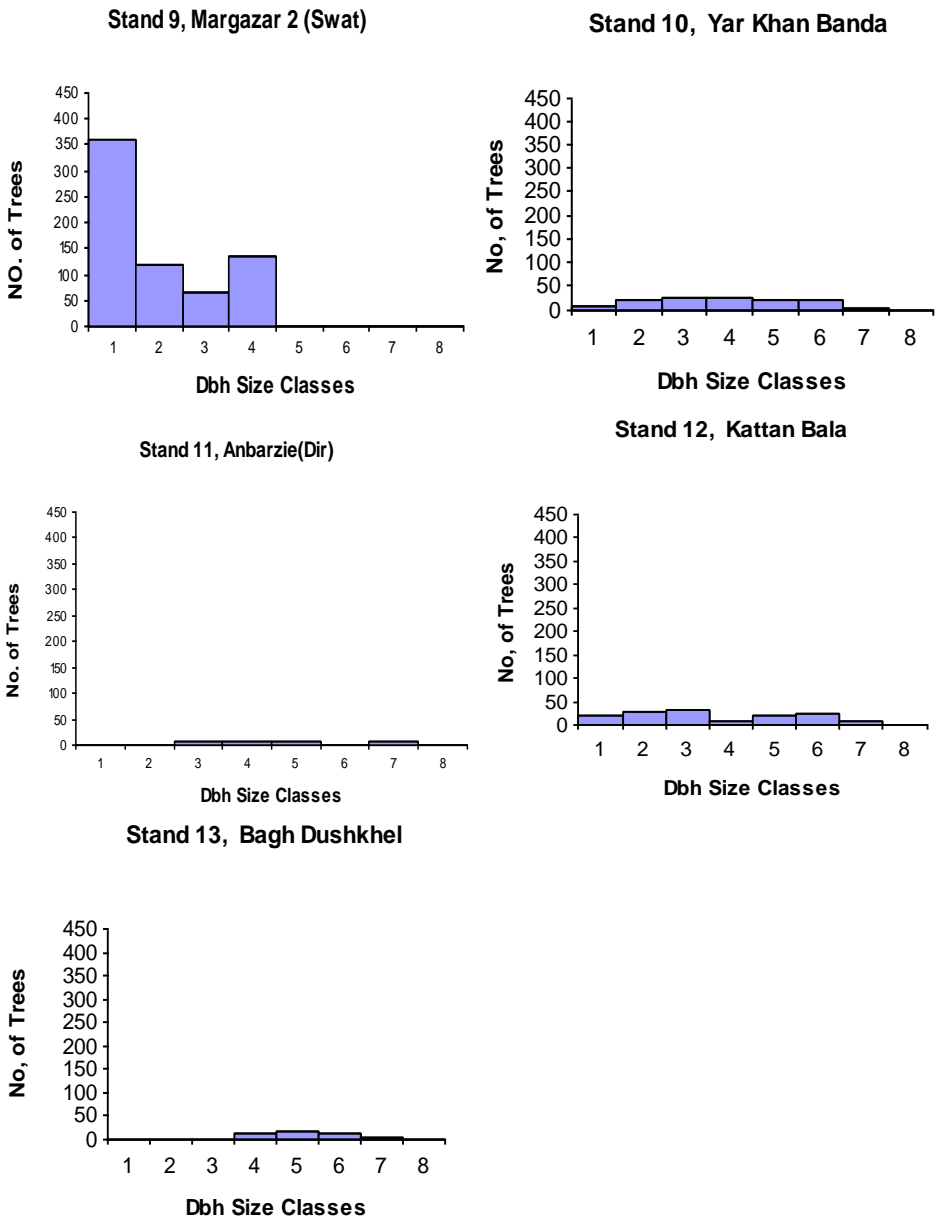 Stand 9, Margazar 2 (Swat)
450
400
350
300
250
200
150
100
50
0
NO. of Trees
1 2 3 4 5 6 7 8
Dbh Size Classes
Stand 10, Yar Khan Banda
450
400
350
300
250
200
150
100
50
0
No, of Trees
1 2 3 4 5 6 7 8
Dbh Size Classes
Stand 11, Anbarzie(Dir)
450
400
350
300
250
200
150
100
50
0
No. of Trees
1 2 3 4 5 6 7 8
Dbh Size Classes
Stand 12, Kattan Bala
450
400
350
300
250
200
150
100
50
0
No, of Trees
1 2 3 4 5 6 7 8
Dbh Size Classes
Stand 13, Bagh Dushkhel
450
400
350
300
250
200
150
100
50
0
No, of Trees
1 2 3 4 5 6 7 8
Dbh Size Classes